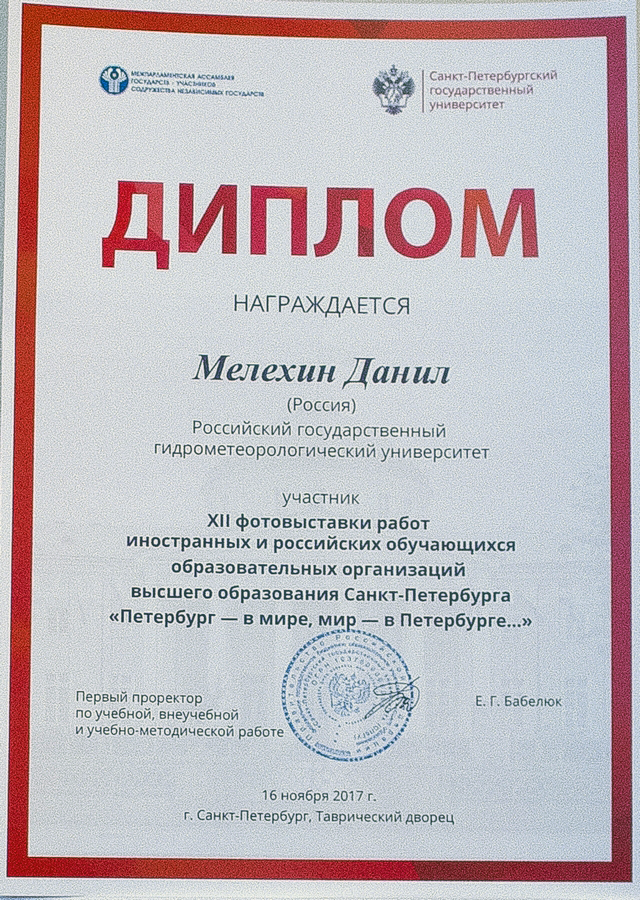 МЕЖПАРЛАМЕНТСКАЯ АССАМБЛЕЯ
ГОСУДАРСТВ - УЧАСТНИКОВ
СОДРУЖЕСТВА НЕЗАВИСИМЫХ ГОСУДАРСТВ
Санкт-Петербургский
государственный
университет
ДИПЛОМ
НАГРАЖДАЕТСЯ
Мелехин Данил
(Россия)
Российский государственный
гидрометеорологический университет
участник
XII фотовыставки работ
иностранных и российских обучающихся
образовательных организаций
высшего образования Санкт-Петербурга
«Петербург — в мире, мир — в Петербурге...»
Первый проректор
по учебной, внеучебной
и учебно-методической работе
Е. Г. Бабелюк
16 ноября 2017 г.
г. Санкт-Петербург, Таврический дворец